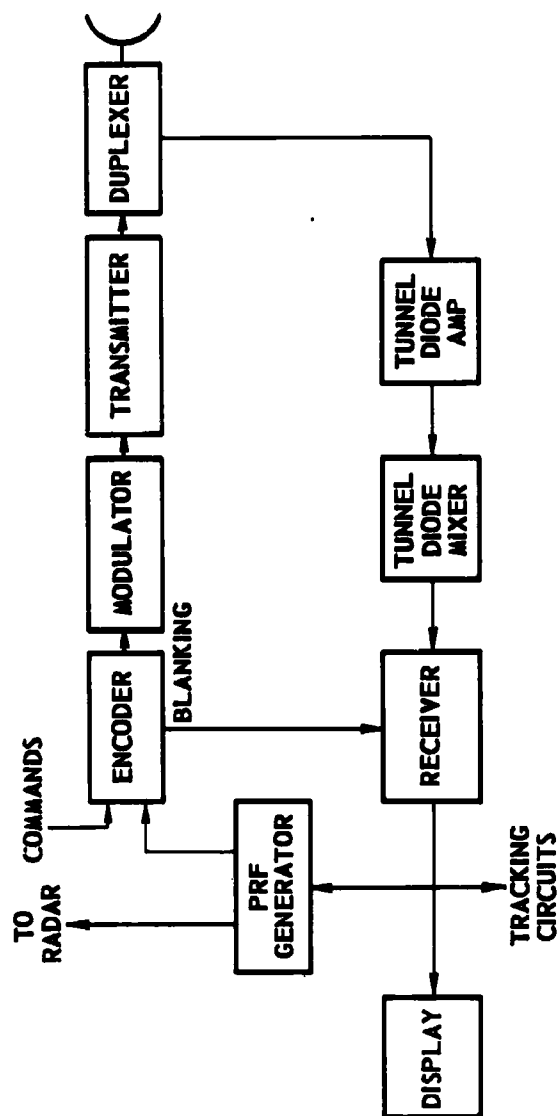 TO
RADAR
COMMANDS
ENCODER
MODULATOR
TRANSMITTER
DUPLEXER
BLANKING
PRF
GENERATOR
DISPLAY
TRACKING
CIRCUITS
RECEIVER
TUNNEL
DIODE
MIXER
TUNNEL
DIODE
AMP